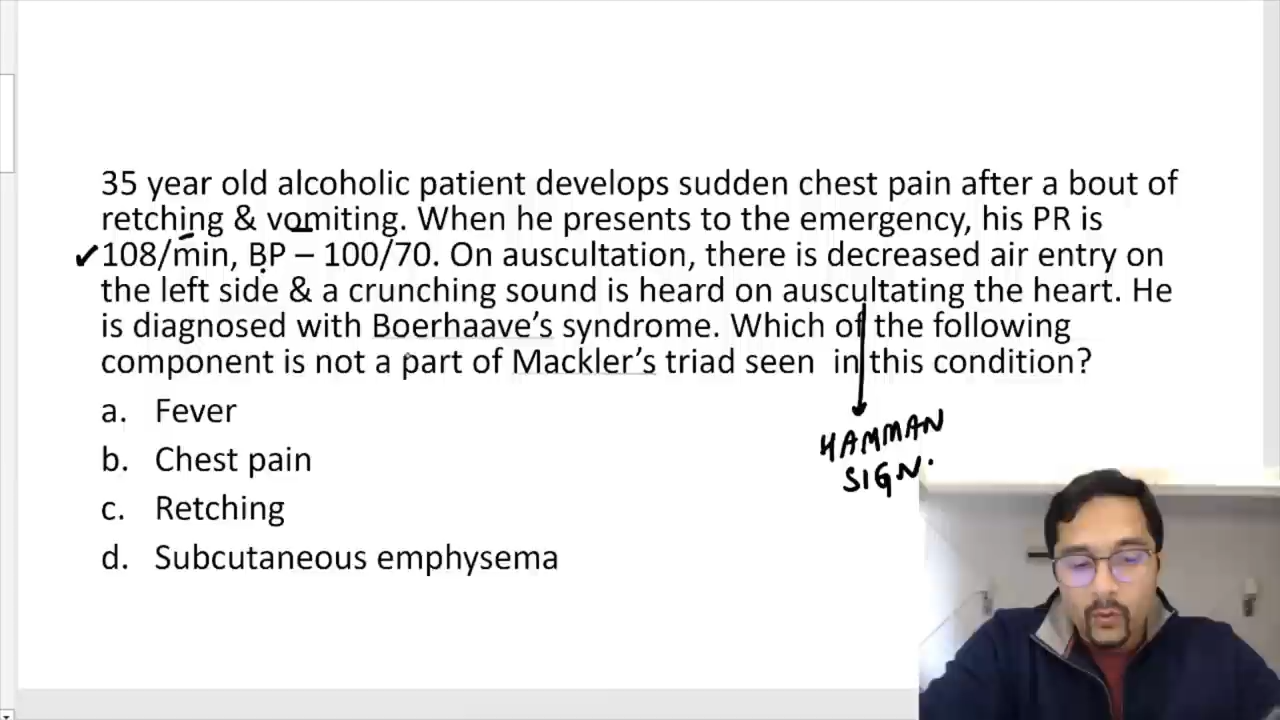 35 year old alcoholic patient develops sudden chest pain after a bout of
retching & vomiting. When he presents to the emergency, his PR is
✓108/min, BP – 100/70. On auscultation, there is decreased air entry on
the left side & a crunching sound is heard on auscultating the heart. He
is diagnosed with Boerhaave's syndrome. Which of the following
component is not a part of Mackler's triad seen in this condition?
a. Fever
HAMMAN
SIGN.
b. Chest pain
c. Retching
d. Subcutaneous emphysema